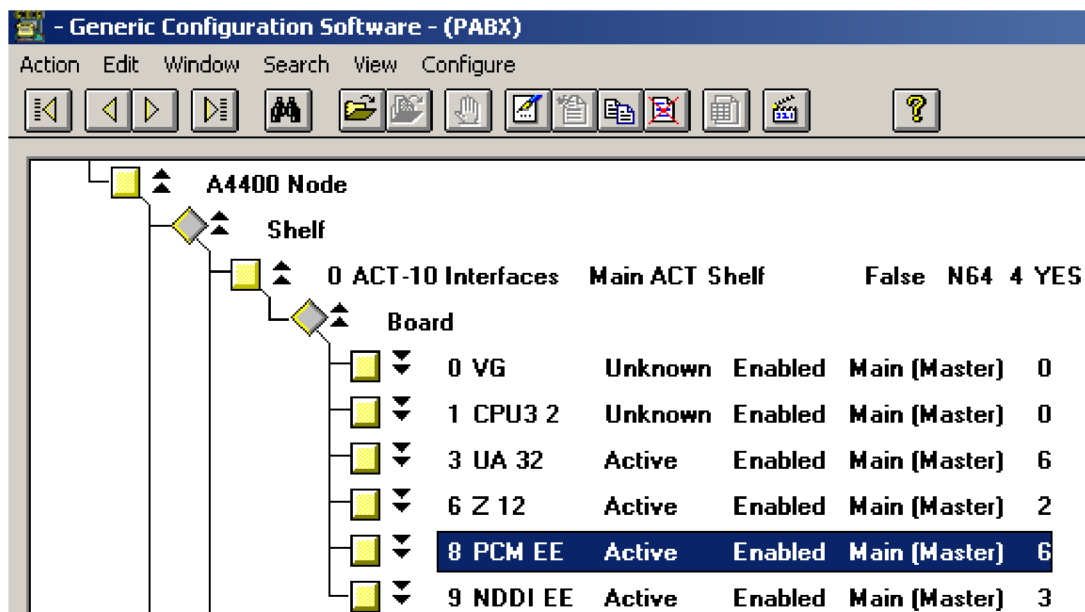 - Generic Configuration Software - (PABX)
Action Edit Window Search View Configure
A4400 Node
Shelf
0 ACT-10 Interfaces Main ACT Shelf False N64 4 YES
Board
0 VG Unknown Enabled Main (Master) 0
1 CPU3 2 Unknown Enabled Main (Master) 0
3 UA 32 Active Enabled Main (Master) 6
6 Z 12 Active Enabled Main (Master) 2
8 PCM EE Active Enabled Main (Master) 6
9 NDDI EE Active Enabled Main (Master) 3